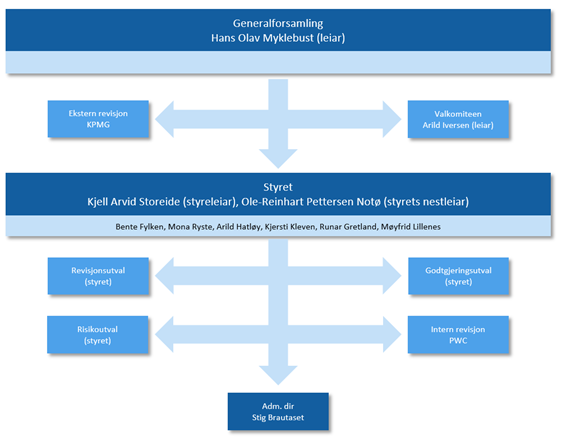 Generalforsamling
Hans Olav Myklebust (leiar)
Ekstern revisjon
KPMG
Valkomiteen
Arild Iversen (leiar)
Styret
Kjell Arvid Storeide (styreleiar), Ole-Reinhart Pettersen Notø (styrets nestleiar)
Bente Fylken, Mona Ryste, Arild Hatløy, Kjersti Kleven, Runar Gretland, Møyfrid Lillenes
Revisjonsutval
(styret)
Godtgjeringsutval
(styret)
Risikoutval
(styret)
Intern revisjon
PWC
Adm. dir
Stig Brautaset